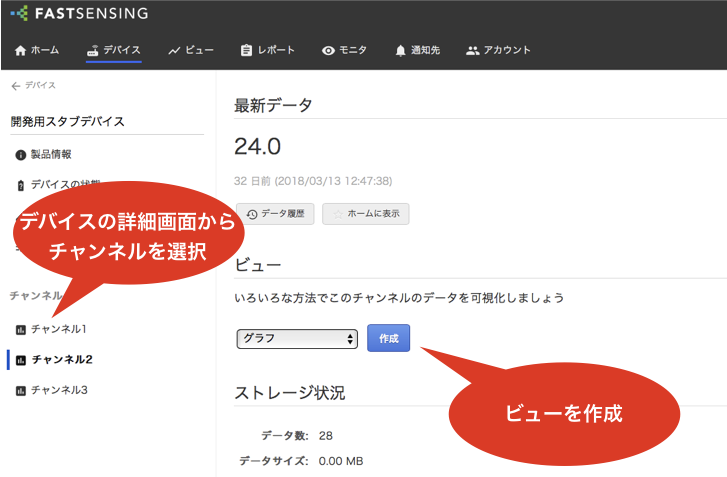 FASTSENSING
ホーム デバイス ビュー レポート モニタ 通知先 アカウント
← デバイス
開発用スタブデバイス
製品情報
デバイスの状態
デバイスの詳細画面から
チャンネルを選択
チャンネル
チャンネル1
チャンネル2
チャンネル3
最新データ
24.0
32 日前 (2018/03/13 12:47:38)
データ履歴 ホームに表示
ビュー
いろいろな方法でこのチャンネルのデータを可視化しましょう
グラフ 作成
ビューを作成
ストレージ状況
データ数: 28
データサイズ: 0.00 MB